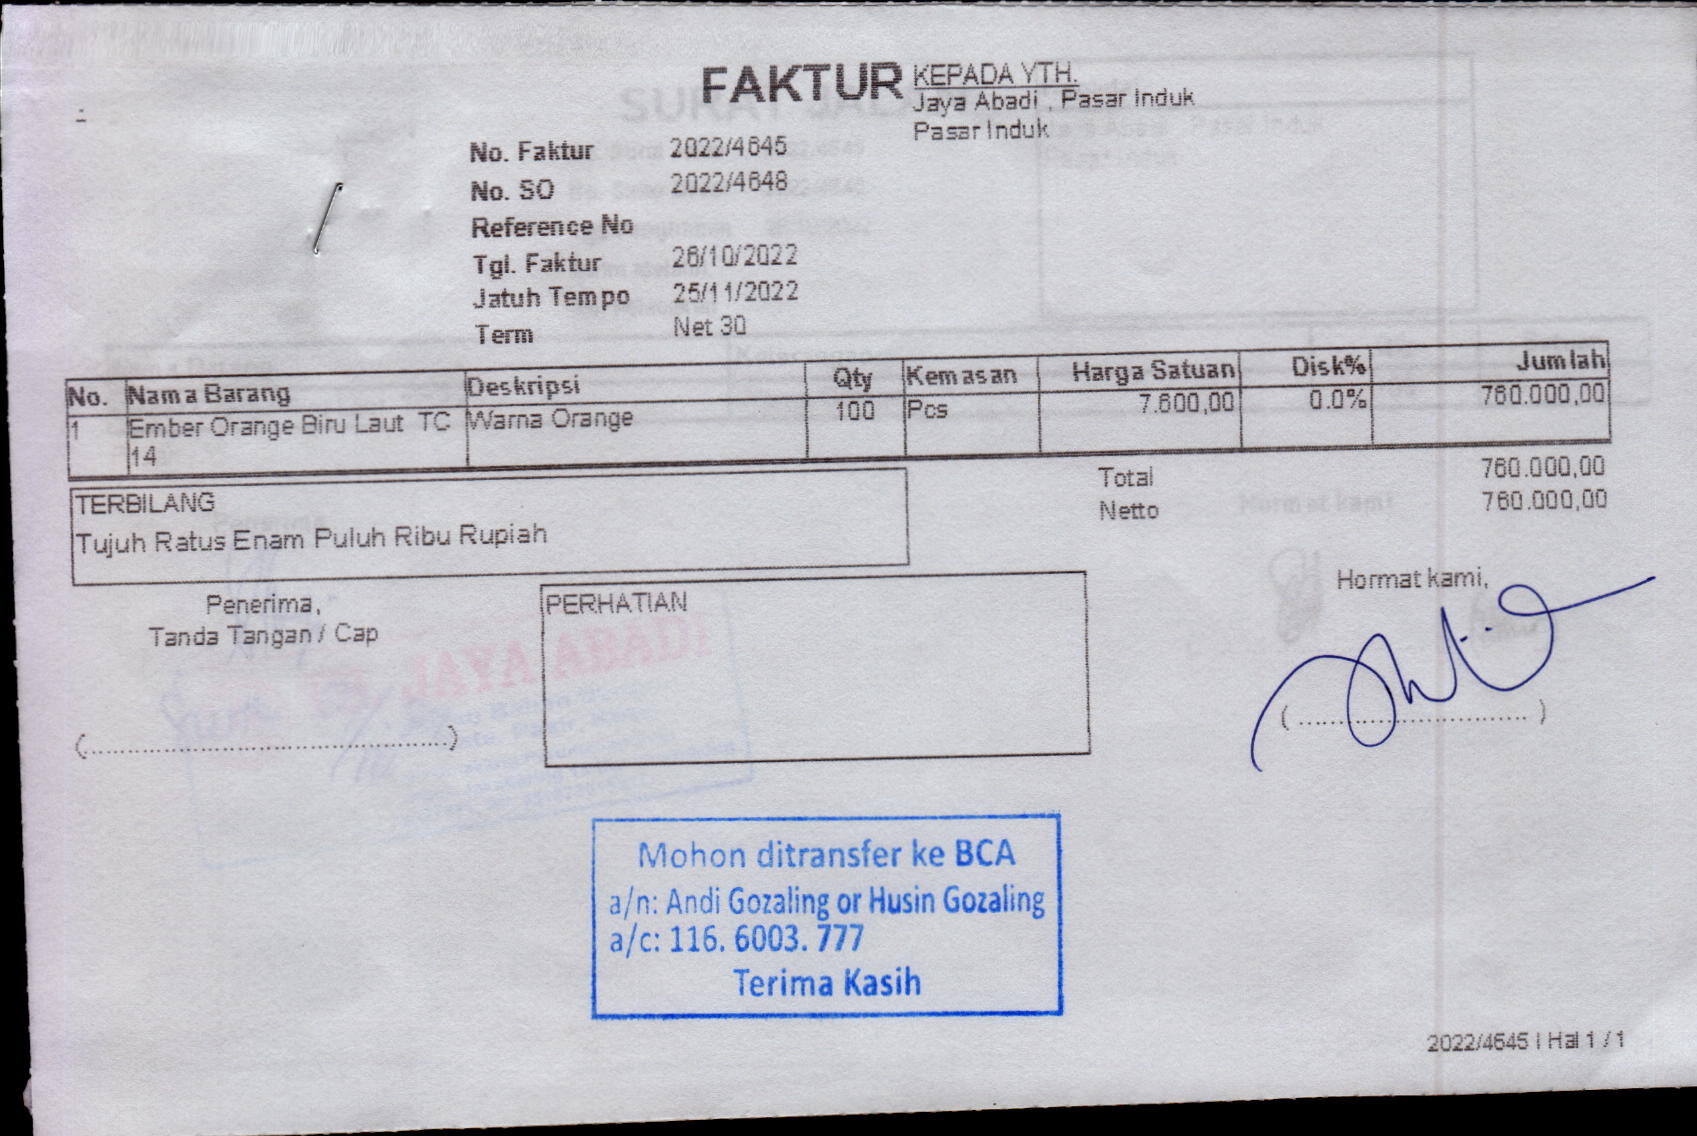 FAKTUR
KEPADA YTH.
Jaya Abadi , Pasar Induk
Pasar Induk
No. Faktur 2022/4645
No. SO 2022/4648
Reference No
Tgl. Faktur 26/10/2022
Jatuh Tempo 25/11/2022
Term Net 30
No. Nama Barang Deskripsi Qty Kemasan Harga Satuan Disk% Jumlah
1 Ember Orange Biru Laut TC Warna Orange 100 Pcs 7.600,00 0.0% 760.000,00
14
Total 760.000,00
Netto 760.000,00
TERBILANG
Tujuh Ratus Enam Puluh Ribu Rupiah
Penerima,
Tanda Tangan / Cap
(..........................................................)
PERHATIAN
Hormat kami,
(.................................)
JAYA ABADI
Mohon ditransfer ke BCA
a/n: Andi Gozaling or Husin Gozaling
a/c: 116. 6003. 777
Terima Kasih
2022/4645 | Hal 1 / 1